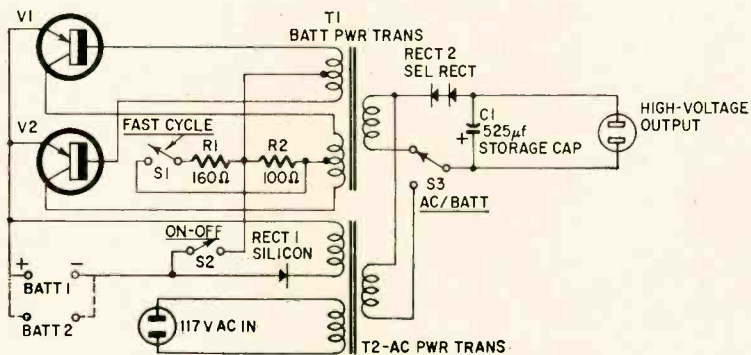 V1
T1
BATT PWR TRANS
RECT 2
SEL RECT
C1
525µf
STORAGE CAP
HIGH-VOLTAGE
OUTPUT
V2
FAST CYCLE
S1
R1
160Ω
R2
100Ω
S3
AC/BATT
ON-OFF
S2
RECT 1
SILICON
+
+ -
BATT 1
BATT 2
117V AC IN
T2-AC PWR TRANS